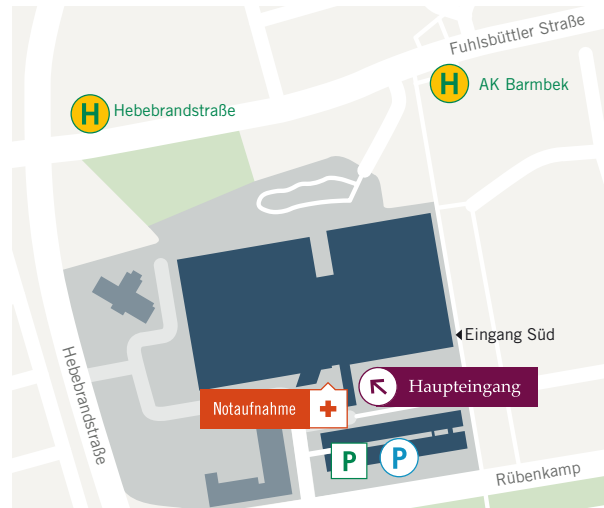 Fuhlsbüttler Straße
H
AK Barmbek
H
Hebebrandstraße
Eingang Süd
Hebebrandstraße
Haupteingang
Notaufnahme
P
P
Rübenkamp